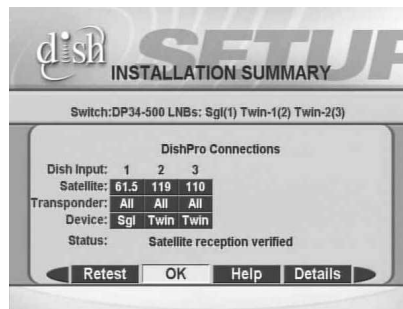 dish SETUP
INSTALLATION SUMMARY
Switch:DP34-500 LNBs: Sgl(1) Twin-1(2) Twin-2(3)
DishPro Connections
Dish Input: 1 2 3
Satellite: 61.5 119 110
Transponder: All All All
Device: Sgl Twin Twin
Status: Satellite reception verified
Retest OK Help Details